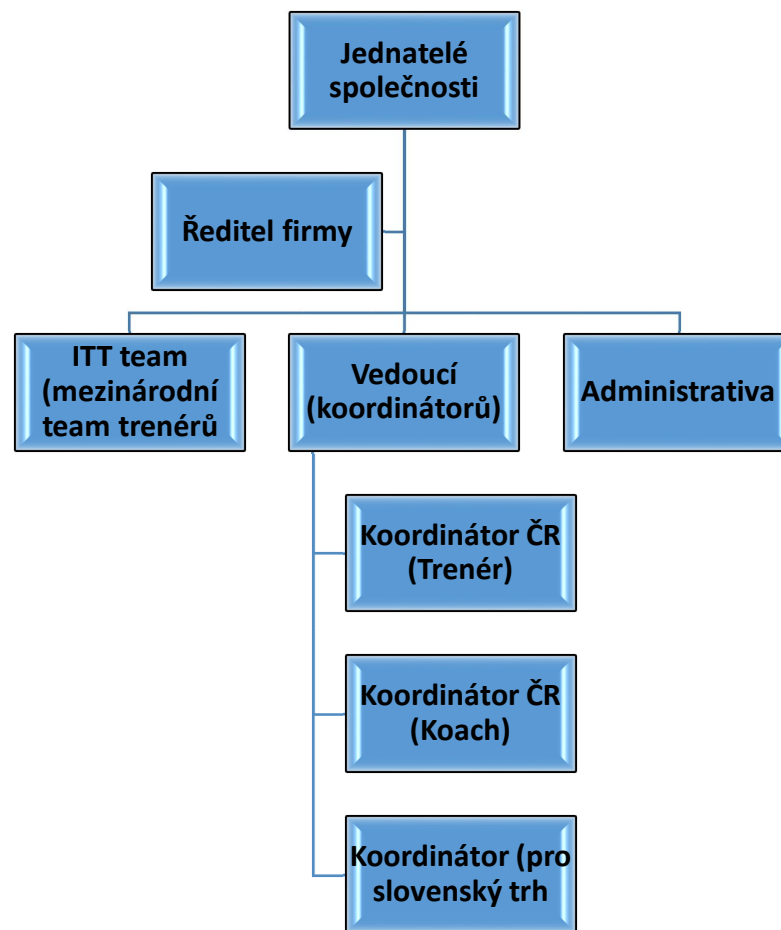 Jednatelé
společnosti
Ředitel firmy
ITT team
(mezinárodní
team trenérů
Vedoucí
(koordinátorů)
Administrativa
Koordinátor ČR
(Trenér)
Koordinátor ČR
(Koach)
Koordinátor (pro
slovenský trh